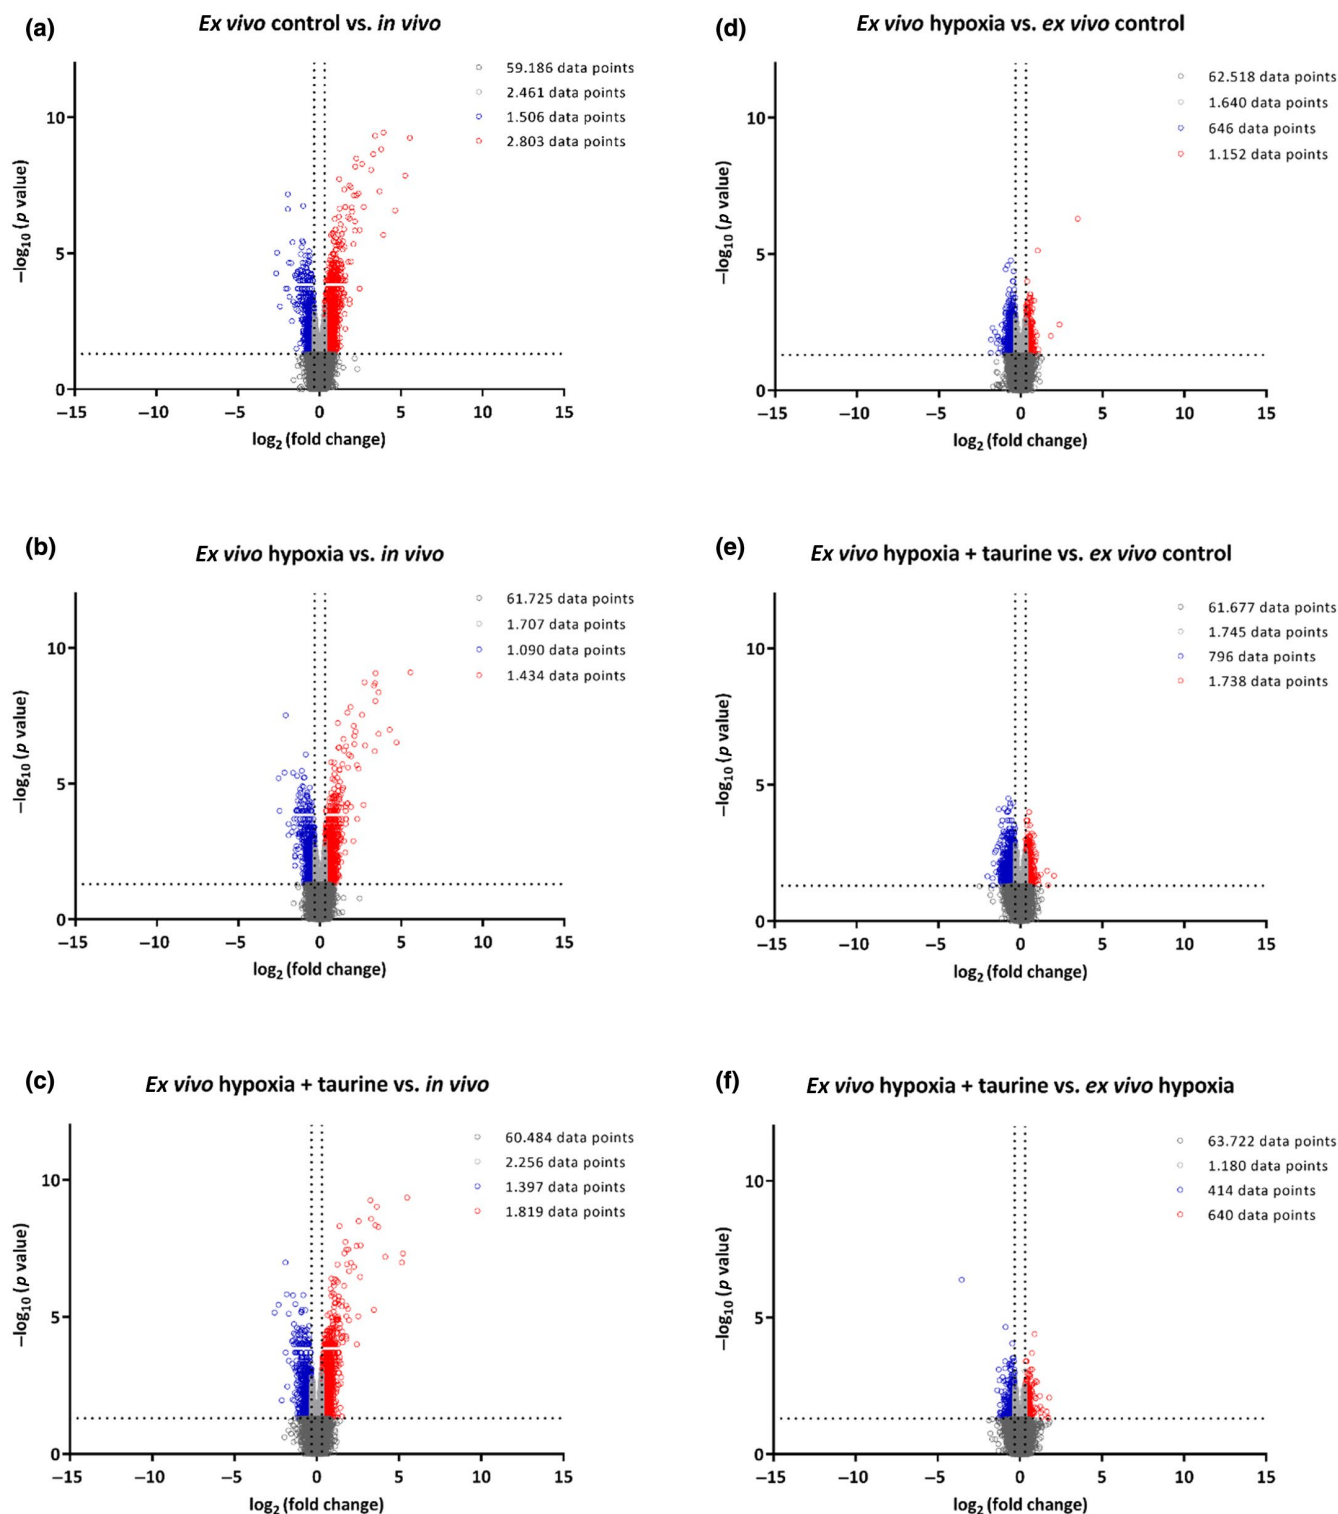 (a)
Ex vivo control vs. in vivo
59.186 data points
2.461 data points
1.506 data points
2.803 data points
10
5
0
−log10 (p value)
−15 −10 −5 0 5 10 15
log2 (fold change)
(d)
Ex vivo hypoxia vs. ex vivo control
62.518 data points
1.640 data points
646 data points
1.152 data points
10
5
0
−log10 (p value)
−15 −10 −5 0 5 10 15
log2 (fold change)
(b)
Ex vivo hypoxia vs. in vivo
61.725 data points
1.707 data points
1.090 data points
1.434 data points
10
5
0
−log10 (p value)
−15 −10 −5 0 5 10 15
log2 (fold change)
(e)
Ex vivo hypoxia + taurine vs. ex vivo control
61.677 data points
1.745 data points
796 data points
1.738 data points
10
5
0
−log10 (p value)
−15 −10 −5 0 5 10 15
log2 (fold change)
(c)
Ex vivo hypoxia + taurine vs. in vivo
60.484 data points
2.256 data points
1.397 data points
1.819 data points
10
5
0
−log10 (p value)
−15 −10 −5 0 5 10 15
log2 (fold change)
(f)
Ex vivo hypoxia + taurine vs. ex vivo hypoxia
63.722 data points
1.180 data points
414 data points
640 data points
10
5
0
−log10 (p value)
−15 −10 −5 0 5 10 15
log2 (fold change)